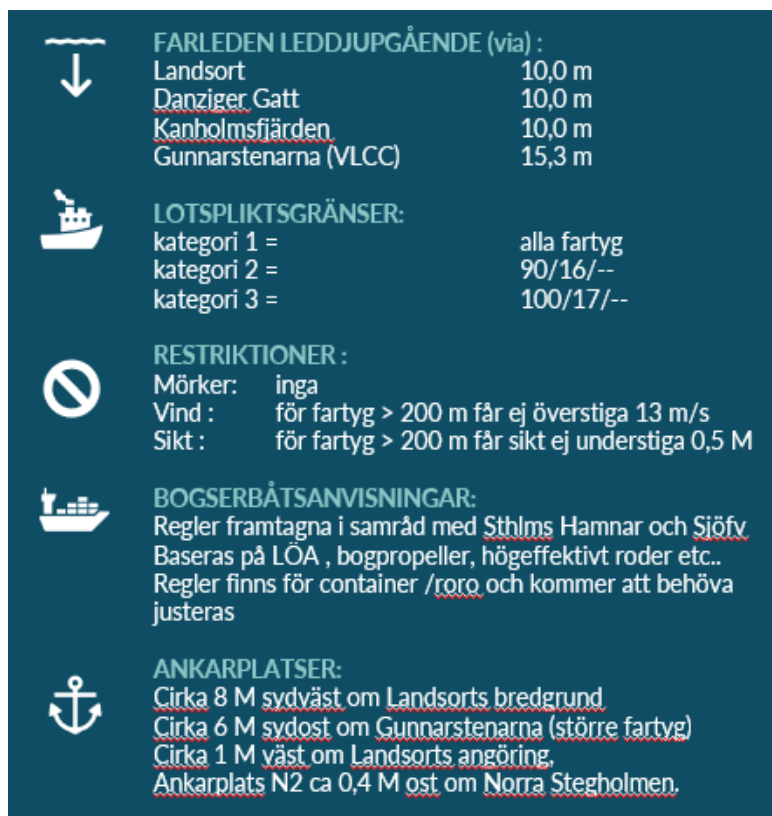 FARLEDEN LEDDJUPGÅENDE (via) :
Landsort 10,0 m
Danziger Gatt 10,0 m
Kanholmsfjärden 10,0 m
Gunnarstenarna (VLCC) 15,3 m
LOTSPLIKTSGRÄNSER:
kategori 1 = alla fartyg
kategori 2 = 90/16/--
kategori 3 = 100/17/--
RESTRIKTIONER :
Mörker: inga
Vind : för fartyg > 200 m får ej överstiga 13 m/s
Sikt : för fartyg > 200 m får sikt ej understiga 0,5 M
BOGSERBÅTSANVISNINGAR:
Regler framtagna i samråd med Sthlms Hamnar och Sjöfv
Baseras på LÖA , bogpropeller, högeffektivt roder etc..
Regler finns för container /roro och kommer att behöva
justeras
ANKARPLATSER:
Cirka 8 M sydväst om Landsorts bredgrund
Cirka 6 M sydost om Gunnarstenarna (större fartyg)
Cirka 1 M väst om Landsorts angöring,
Ankarplats N2 ca 0,4 M ost om Norra Stegholmen.